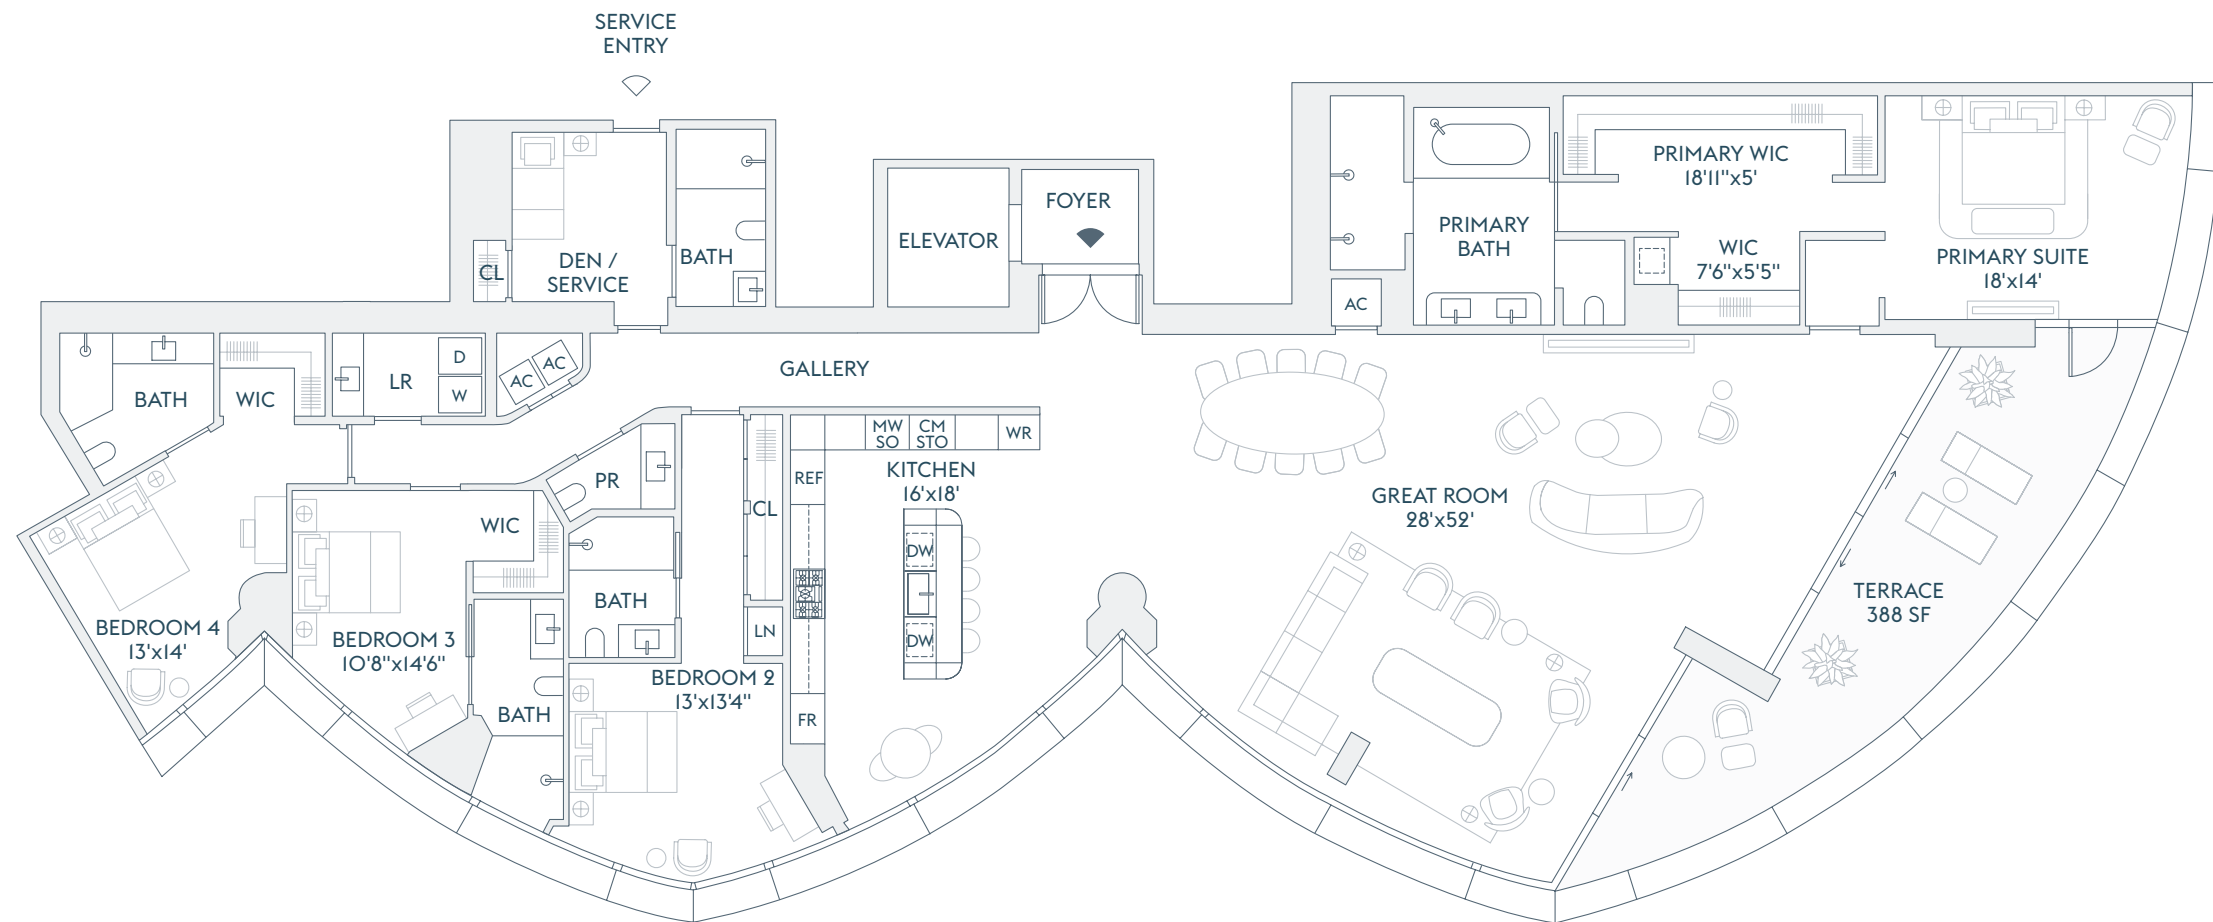 SERVICE
ENTRY
DEN /
SERVICE
CL
BATH
ELEVATOR
FOYER
AC
PRIMARY
BATH
PRIMARY WIC
18'11"x5'
WIC
7'6"x5'5"
PRIMARY SUITE
18'x14'
BATH
WIC
LR
D
W
AC
AC
GALLERY
PR
CL
MW
SO
CM
STO
WR
REF
KITCHEN
16'x18'
DW
DW
FR
LN
WIC
BATH
BATH
BEDROOM 4
13'x14'
BEDROOM 3
10'8"x14'6"
BEDROOM 2
13'x13'4"
GREAT ROOM
28'x52'
TERRACE
388 SF